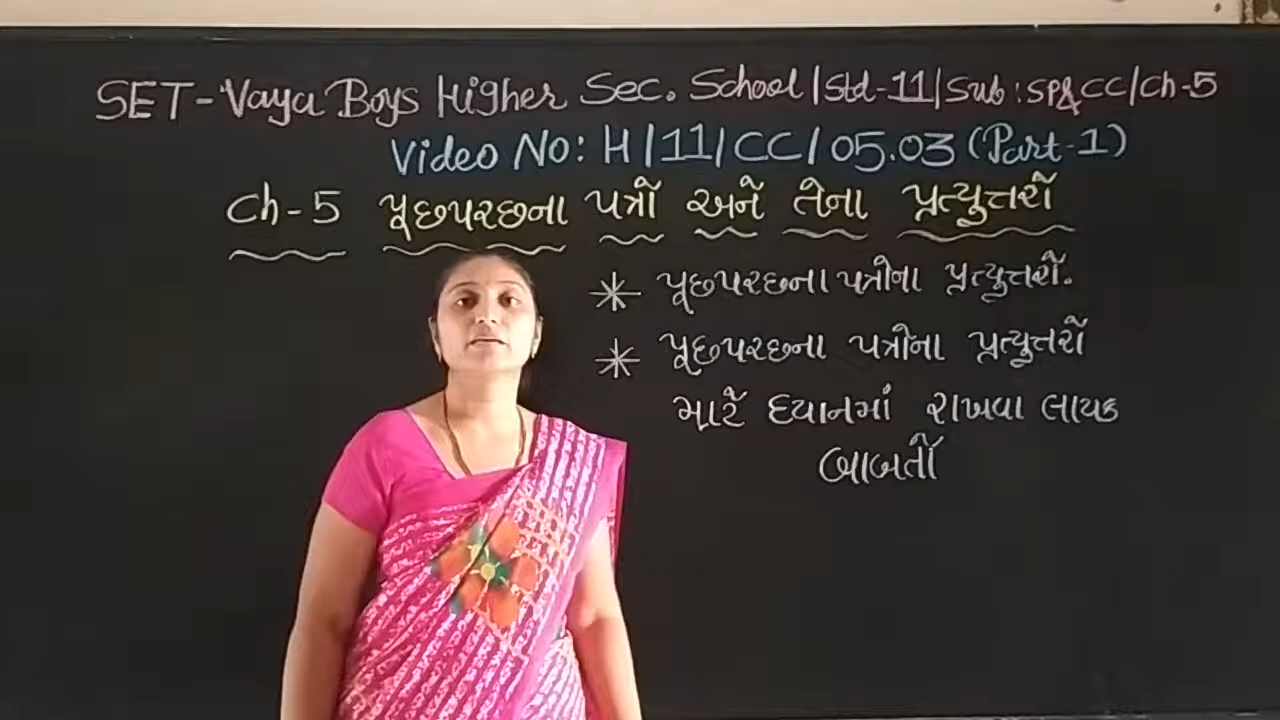 SET-Vaya Boys Higher Sec. School | Std-11 | Sub: SP&CC/Ch-5
Video No: H/11/CC/05.03 (Part-1)
Ch-5 પૂછપરછના પત્રો અને તેના પ્રત્યુત્તરો
* પૂછપરછના પત્રોના પ્રત્યુત્તરો.
* પૂછપરછના પત્રોના પ્રત્યુત્તરો
માટે ધ્યાનમાં રાખવા લાયક
બાબતો